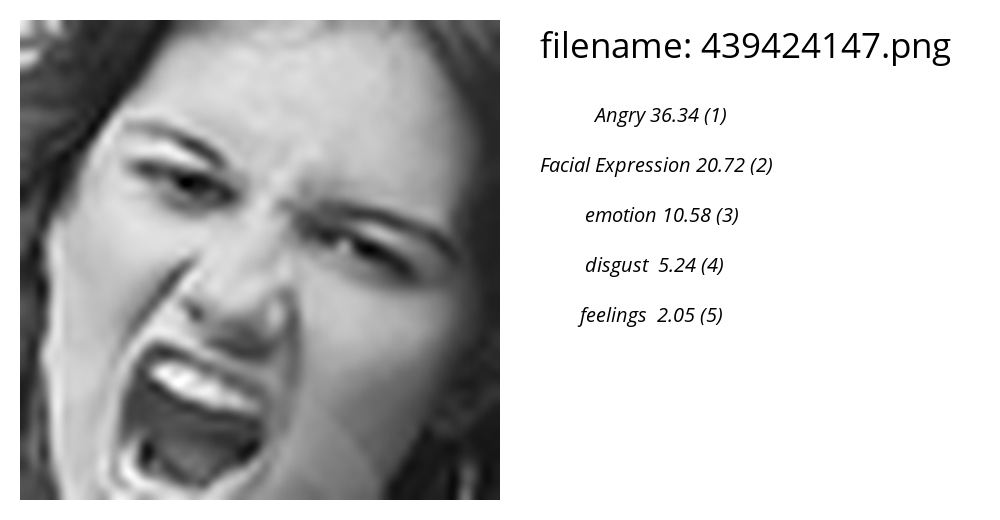 filename: 439424147.png
Angry 36.34 (1)
Facial Expression 20.72 (2)
emotion 10.58 (3)
disgust 5.24 (4)
feelings 2.05 (5)